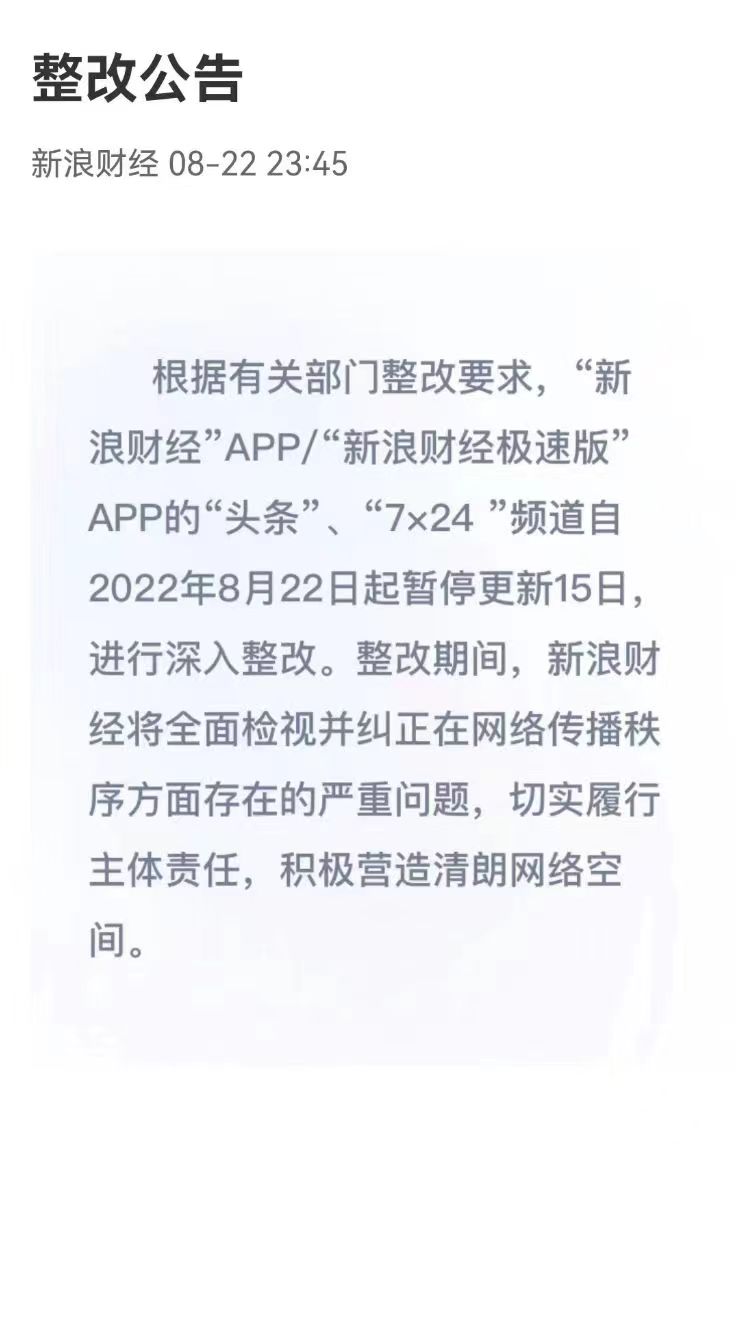 整改公告
新浪财经 08-22 23:45
根据有关部门整改要求，“新
浪财经”APP/“新浪财经极速版”
APP的“头条”、“7×24 ”频道自
2022年8月22日起暂停更新15日，
进行深入整改。整改期间，新浪财
经将全面检视并纠正在网络传播秩
序方面存在的严重问题，切实履行
主体责任，积极营造清朗网络空
间。